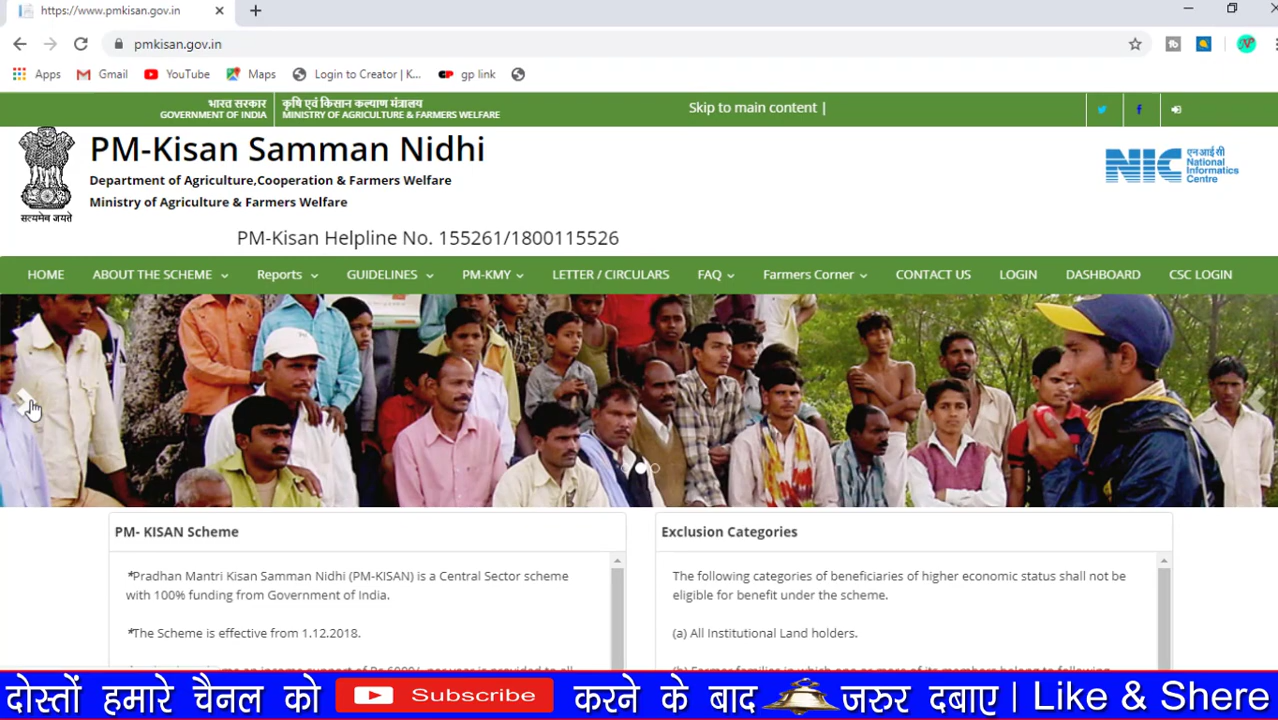 https://www.pmkisan.gov.in
pmkisan.gov.in
Apps Gmail YouTube Maps Login to Creator | K... gp link
भारत सरकार
GOVERNMENT OF INDIA
कृषि एवं किसान कल्याण मंत्रालय
MINISTRY OF AGRICULTURE & FARMERS WELFARE
Skip to main content |
सत्यमेव जयते
PM-Kisan Samman Nidhi
Department of Agriculture,Cooperation & Farmers Welfare
Ministry of Agriculture & Farmers Welfare
NIC
एन आई सी
National
Informatics
Centre
PM-Kisan Helpline No. 155261/1800115526
HOME ABOUT THE SCHEME Reports GUIDELINES PM-KMY LETTER / CIRCULARS FAQ Farmers Corner CONTACT US LOGIN DASHBOARD CSC LOGIN
PM- KISAN Scheme
*Pradhan Mantri Kisan Samman Nidhi (PM-KISAN) is a Central Sector scheme
with 100% funding from Government of India.
*The Scheme is effective from 1.12.2018.
Exclusion Categories
The following categories of beneficiaries of higher economic status shall not be
eligible for benefit under the scheme.
(a) All Institutional Land holders.
दोस्तों हमारे चैनल को Subscribe करने के बाद जरुर दबाए | Like & Shere